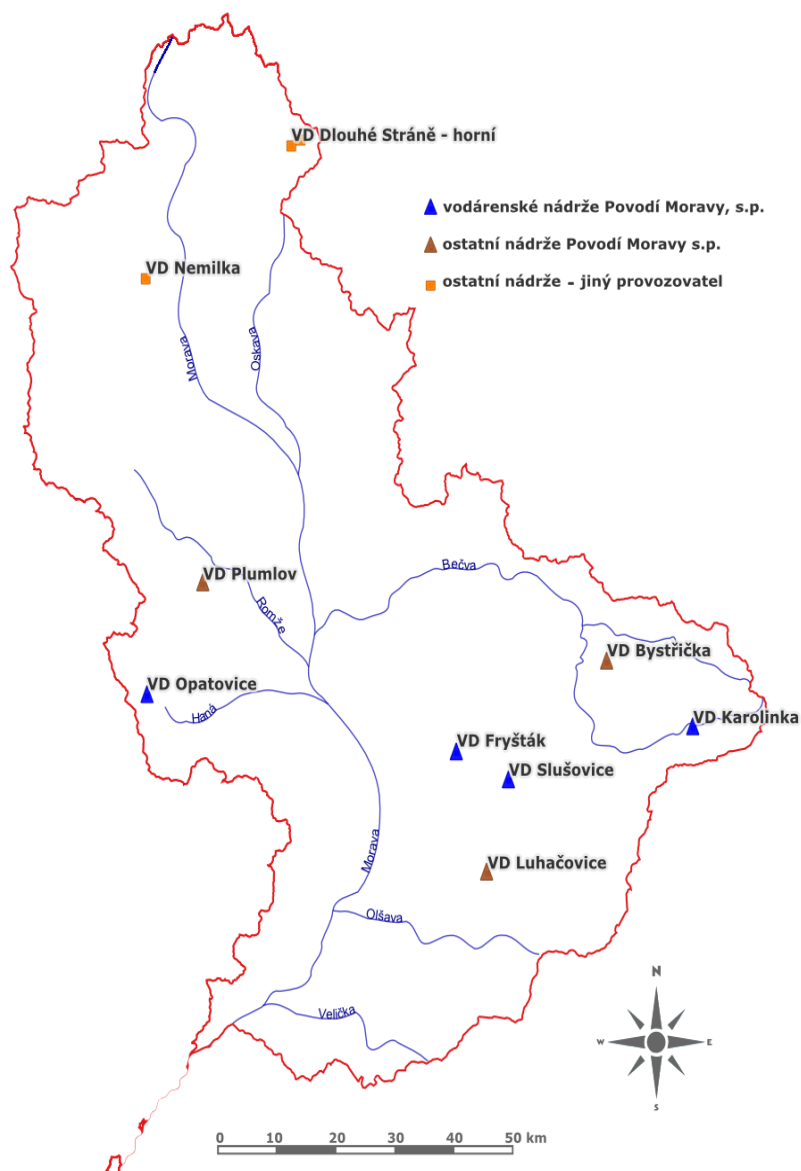 VD Dlouhé Stráně - horní
vodárenské nádrže Povodí Moravy, s.p.
ostatní nádrže Povodí Moravy s.p.
VD Nemilka
ostatní nádrže - jiný provozovatel
Morava
Oskava
VD Plumlov
Bečva
Romže
VD Bystřička
VD Opatovice
Haná
VD Karolinka
VD Fryšták
VD Slušovice
Morava
VD Luhačovice
Olšava
Velička
N
W
E
S
0 10 20 30 40 50 km